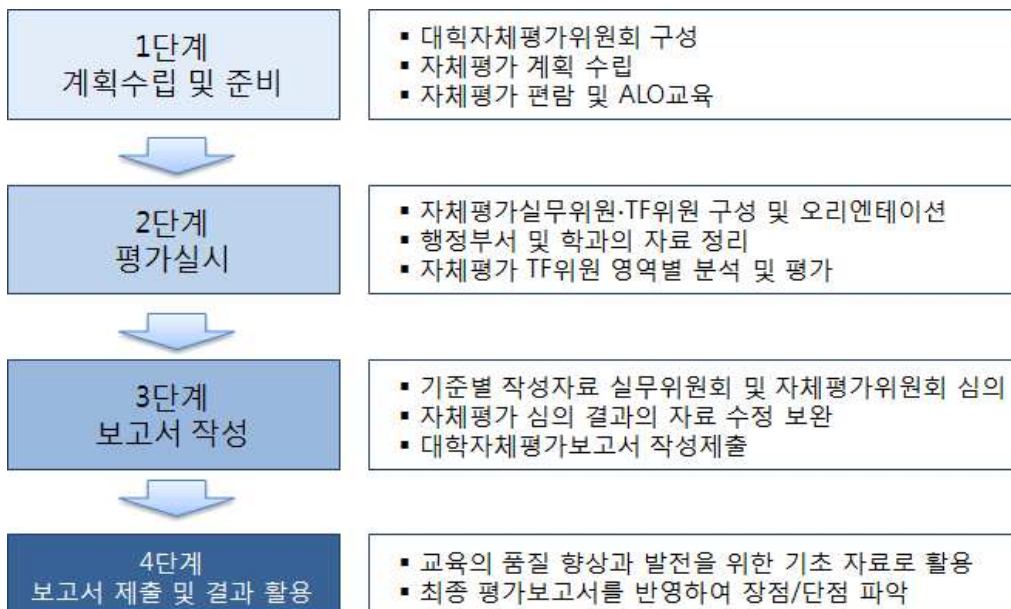 1단계
계획수립 및 준비
▪ 대힉자체평가위원회 구성
▪ 자체평가 계획 수립
▪ 자체평가 편람 및 ALO교육
2단계
평가실시
▪ 자체평가실무위원·TF위원 구성 및 오리엔테이션
▪ 행정부서 및 학과의 자료 정리
▪ 자체평가 TF위원 영역별 분석 및 평가
3단계
보고서 작성
▪ 기준별 작성자료 실무위원회 및 자체평가위원회 심의
▪ 자체평가 심의 결과의 자료 수정 보완
▪ 대학자체평가보고서 작성제출
4단계
보고서 제출 및 결과 활용
▪ 교육의 품질 향상과 발전을 위한 기초 자료로 활용
▪ 최종 평가보고서를 반영하여 장점/단점 파악